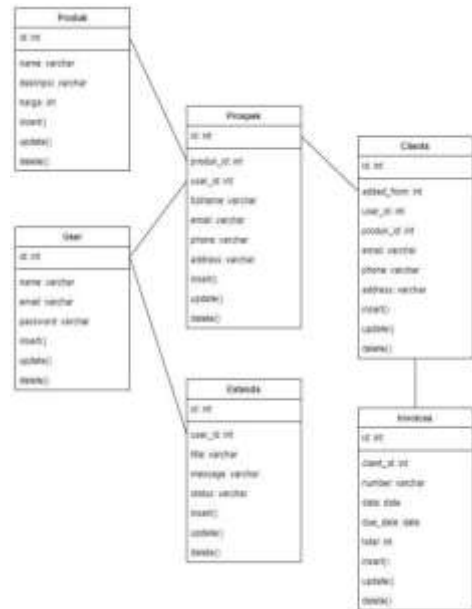 Produk
id int
name varchar
deskripsi varchar
harga int
insert()
update()
delete()
User
id int
name varchar
email varchar
password varchar
insert()
update()
delete()
Prospek
id int
produk_id int
user_id int
fullname varchar
email varchar
phone varchar
address varchar
insert()
update()
delete()
id int
user_id int
title varchar
message varchar
status varchar
insert()
update()
delete()
Clients
id int
added_from int
user_id int
produk_id int
email varchar
phone varchar
address varchar
insert()
update()
delete()
Invoices
id int
client_id int
number varchar
date date
due_date date
total int
insert()
update()
delete()